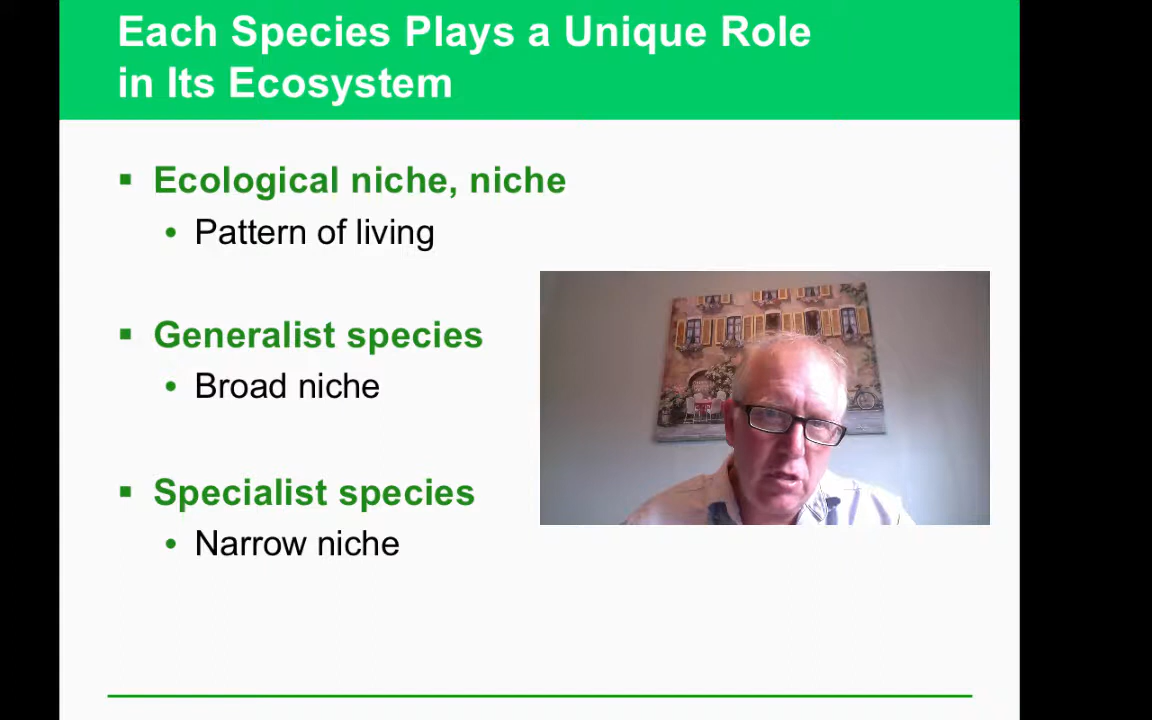 Each Species Plays a Unique Role
in Its Ecosystem
▪ Ecological niche, niche
• Pattern of living
▪ Generalist species
• Broad niche
▪ Specialist species
• Narrow niche